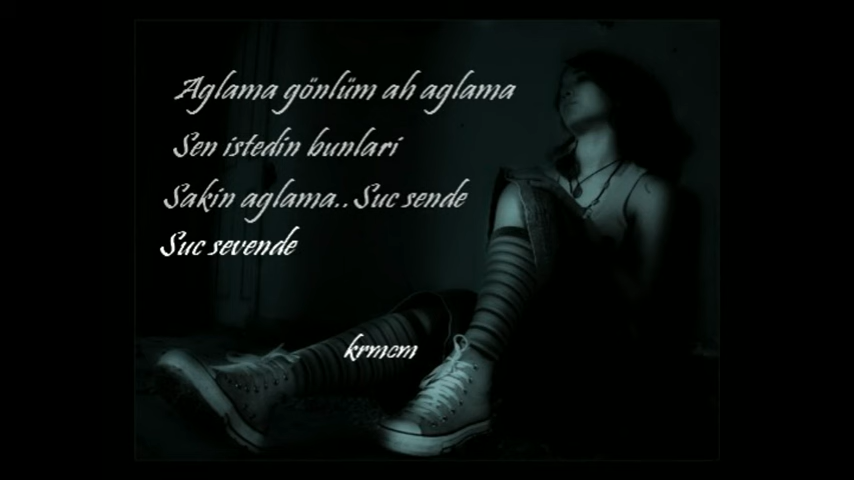 Aglama gönlüm ah aglama
Sen istedin bunlari
Sakin aglama..Suc sende
Suc sevende
krmcm